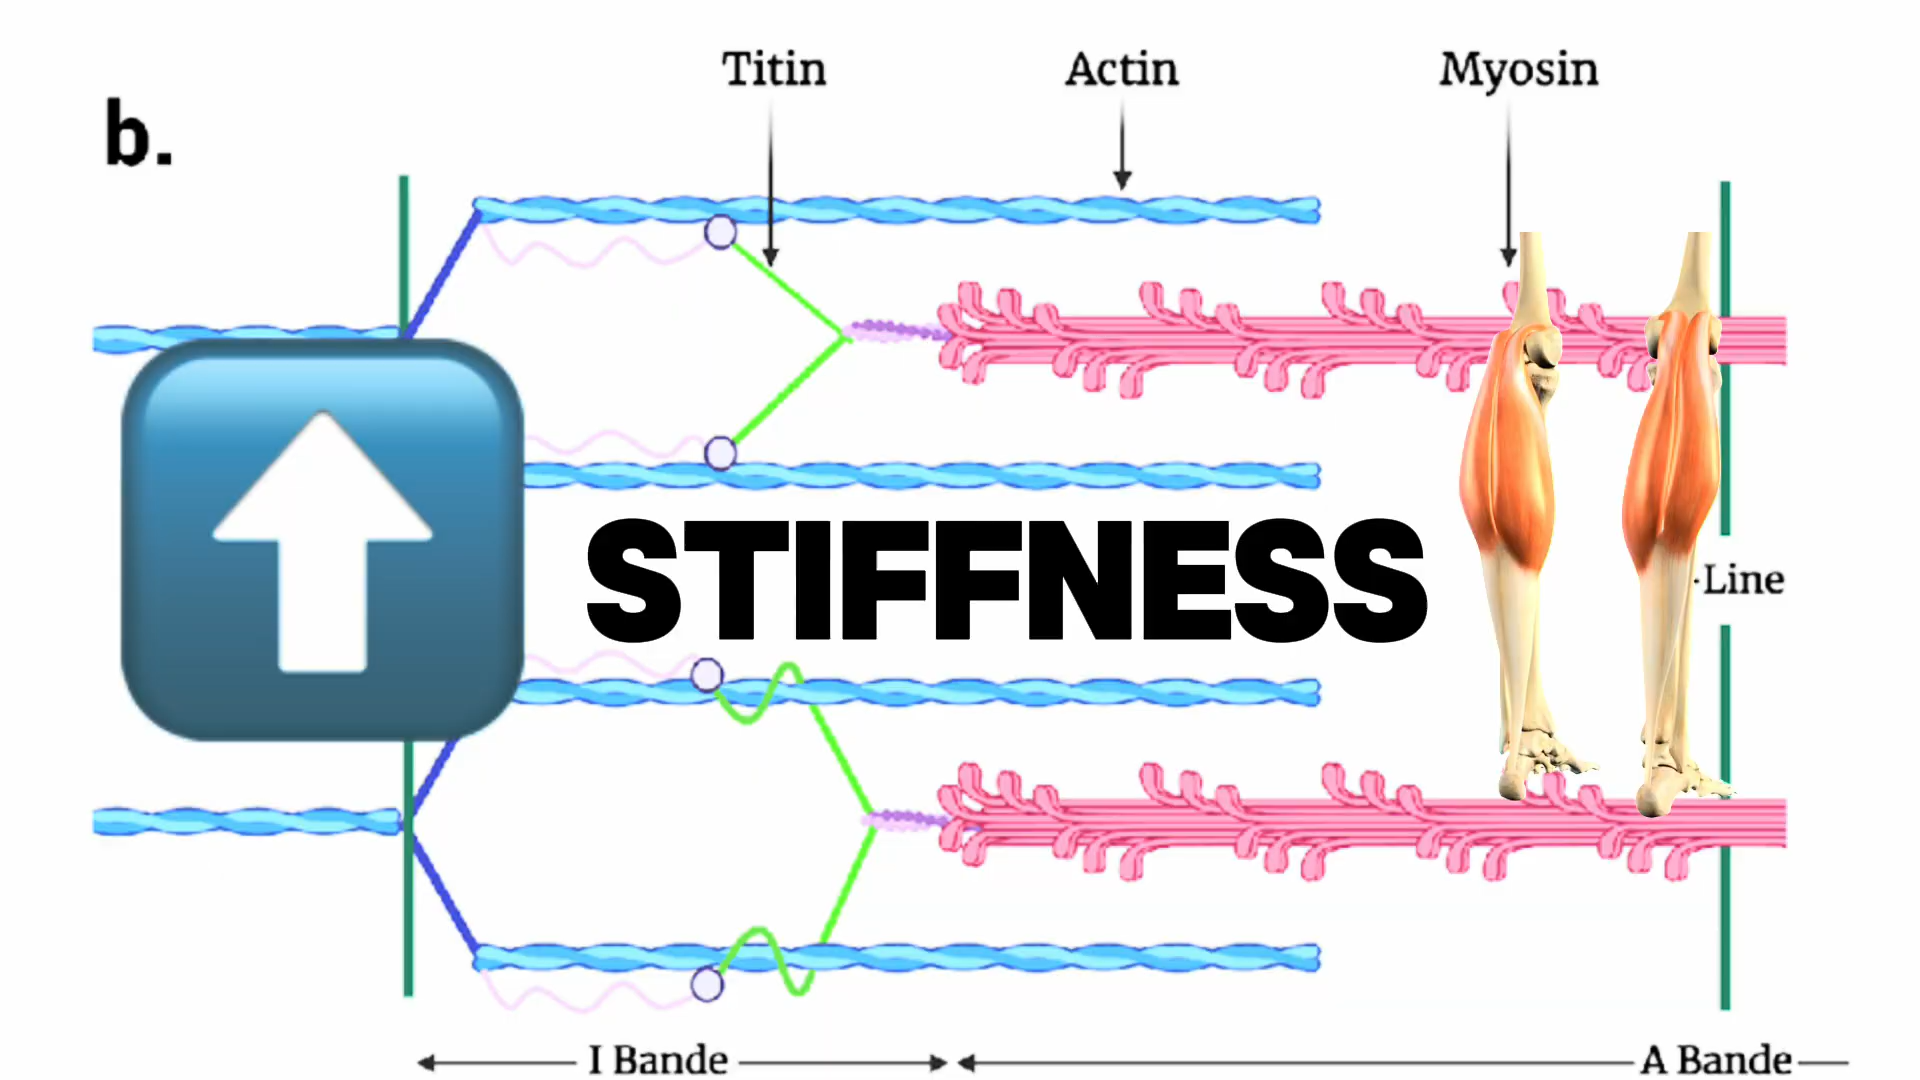 Titin
Actin
Myosin
b.
STIFFNESS
-Line
I Bande
A Bande